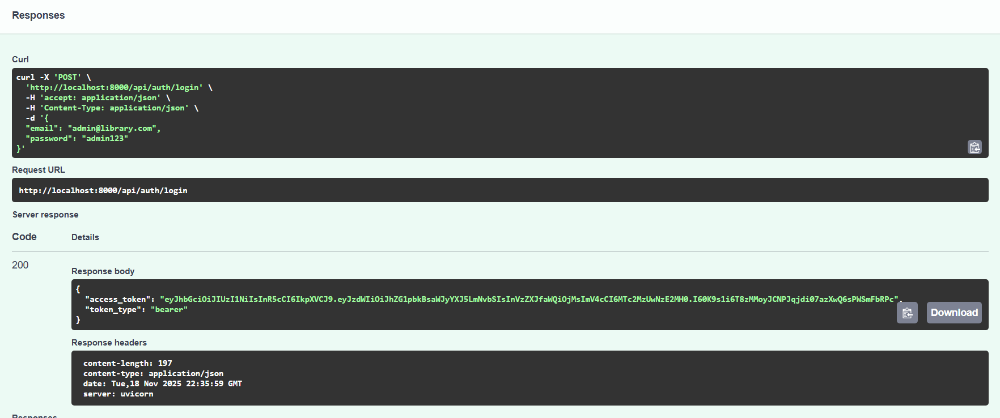 Responses
Curl
curl -X 'POST' \
  'http://localhost:8000/api/auth/login' \
  -H 'accept: application/json' \
  -H 'Content-Type: application/json' \
  -d '{
  "email": "admin@library.com",
  "password": "admin123"
}'
Request URL
http://localhost:8000/api/auth/login
Server response
Code Details
200
Response body
{
  "access_token": "eyJhbGciOiJIUzI1NiIsInR5cCI6IkpXVCJ9.eyJzdWIiOiJhZG1pbkBsaWJyYXJ5LmNvbSIsInVzZXJfaWQiOjMsImV4cCI6MTc2MzUwNzE2MH0.I60K9s1i6T8zMMoyJCNPJqjdi07azXwQ6sPWSmFbRPc",
  "token_type": "bearer"
}
Download
Response headers
content-length: 197
content-type: application/json
date: Tue,18 Nov 2025 22:35:59 GMT
server: uvicorn
Responses